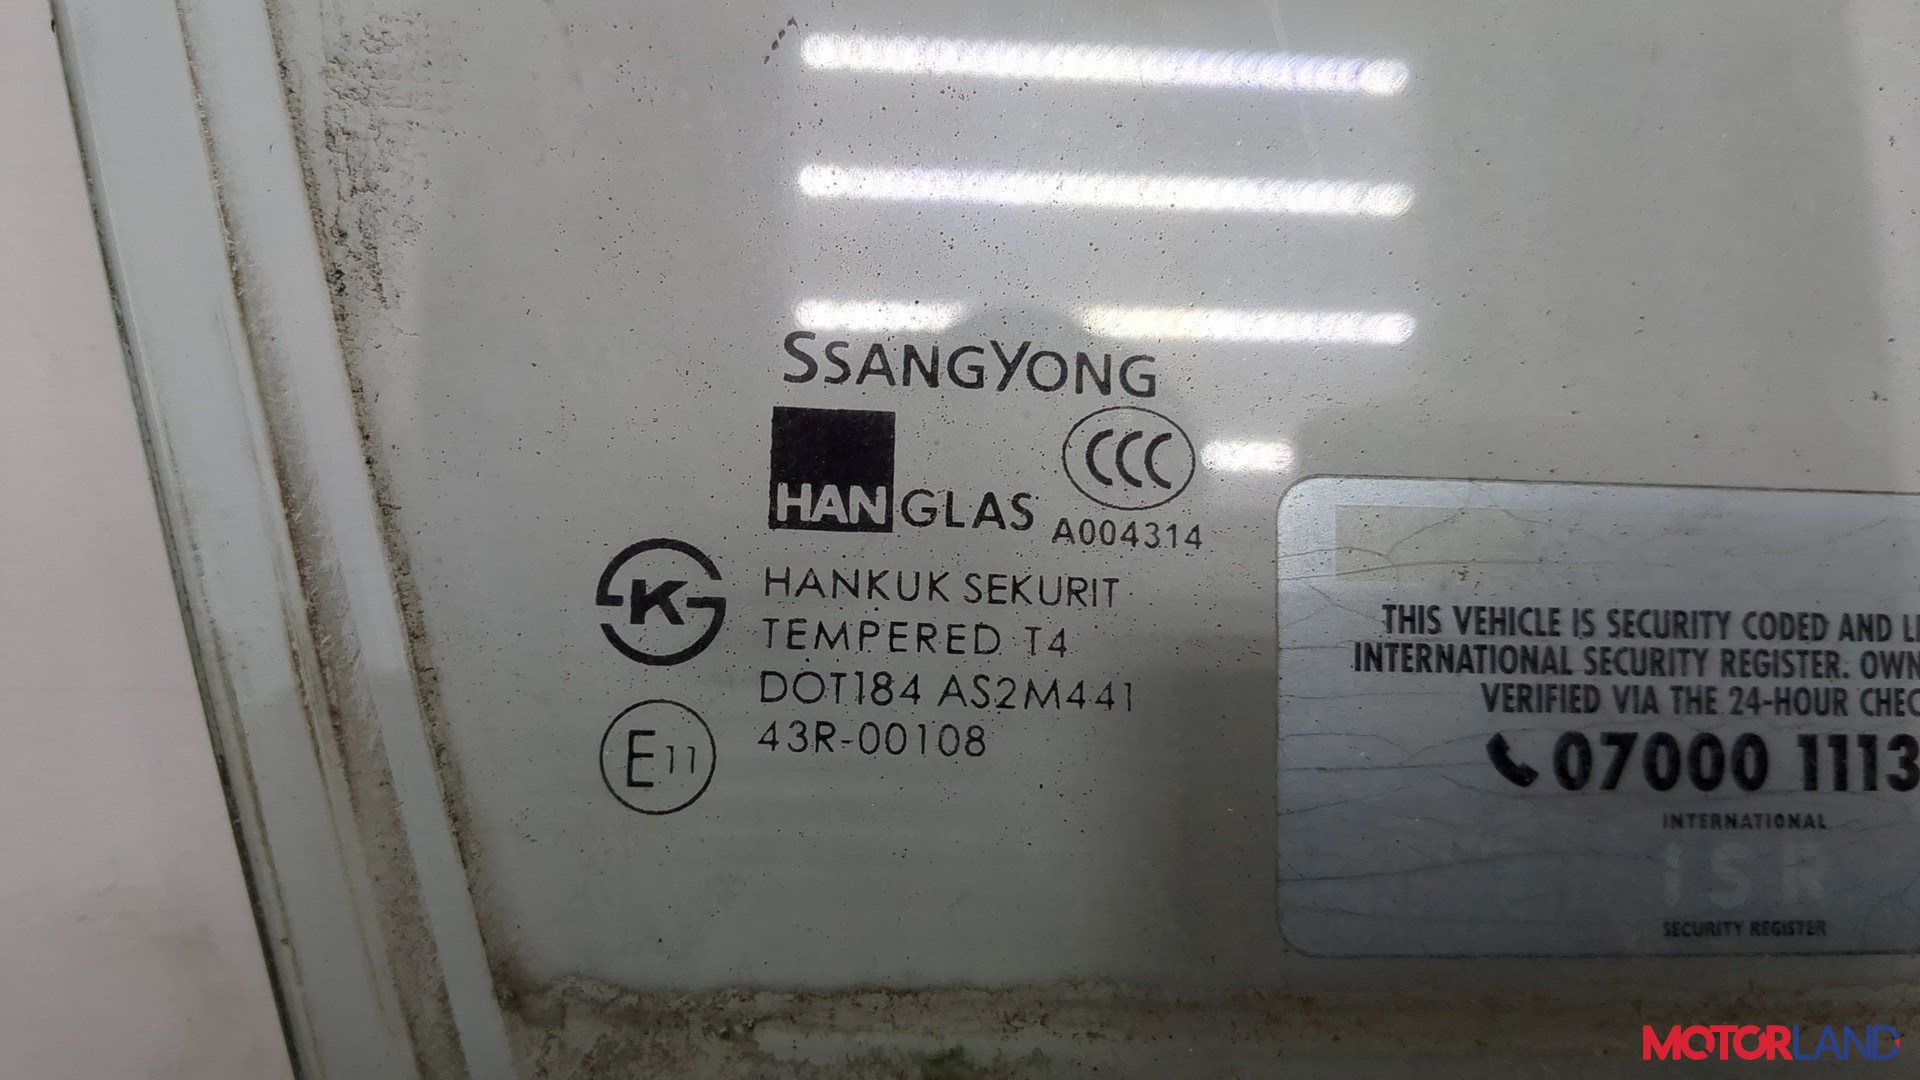 SSANGYONG
HANGLAS
CCC
A004314
K
HANKUK SEKURIT
TEMPERED T4
DOT184 AS2M441
E11
43R-00108
THIS VEHICLE IS SECURITY CODED AND
INTERNATIONAL SECURITY REGISTER. OWN
VERIFIED VIA THE 24-HOUR CHEC
07000 1113
INTERNATIONAL
ISR
SECURITY REGISTER
MOTORLAND